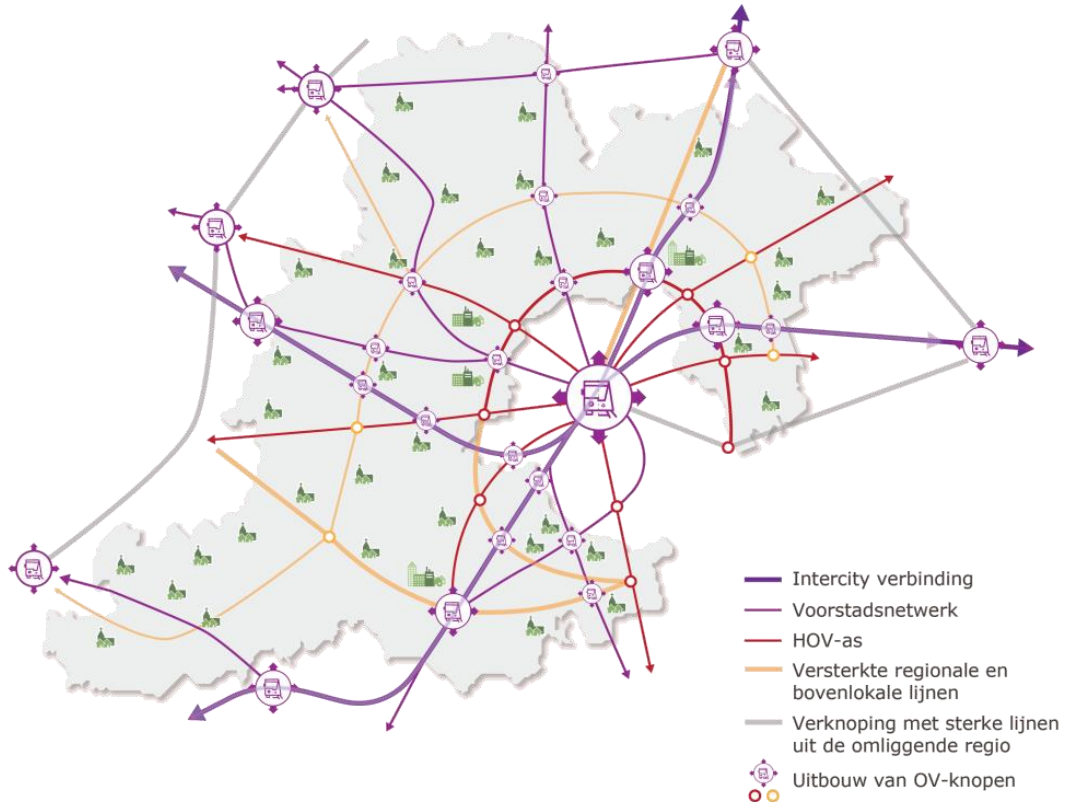 Intercity verbinding
Voorstadsnetwerk
HOV-as
Versterkte regionale en
bovenlokale lijnen
Verknoping met sterke lijnen
uit de omliggende regio
Uitbouw van OV-knopen